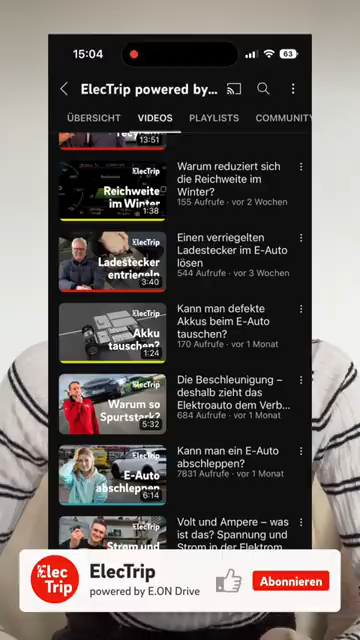 15:04
63
ElecTrip powered by...
ÜBERSICHT VIDEOS PLAYLISTS COMMUNITY
13:51
ElecTrip
Reichweite
im Winter
1:38
Warum reduziert sich
die Reichweite im
Winter?
155 Aufrufe · vor 2 Wochen
ElecTrip
Ladestecker
entriegeln
3:40
Einen verriegelten
Ladestecker im E-Auto
lösen
544 Aufrufe · vor 3 Wochen
ElecTrip
Akku
tauschen?
1:24
Kann man defekte
Akkus beim E-Auto
tauschen?
170 Aufrufe · vor 1 Monat
ElecTrip
Warum so
Spurtstark?
5:32
Die Beschleunigung –
deshalb zieht das
Elektroauto dem Verb...
684 Aufrufe · vor 1 Monat
ElecTrip
E-Auto
abschleppen
6:14
Kann man ein E-Auto
abschleppen?
7831 Aufrufe · vor 1 Monat
ElecTrip
Strom und
Volt und Ampere – was
ist das? Spannung und
Strom in der Elektrom
Elec
Trip
ElecTrip
powered by E.ON Drive
Abonnieren